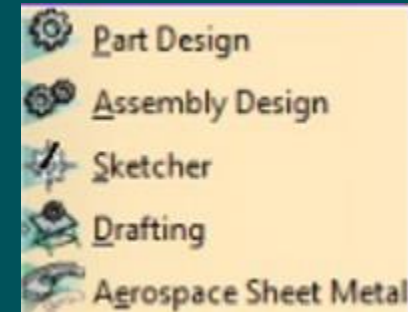 Part Design
Assembly Design
Sketcher
Drafting
Aerospace Sheet Metal